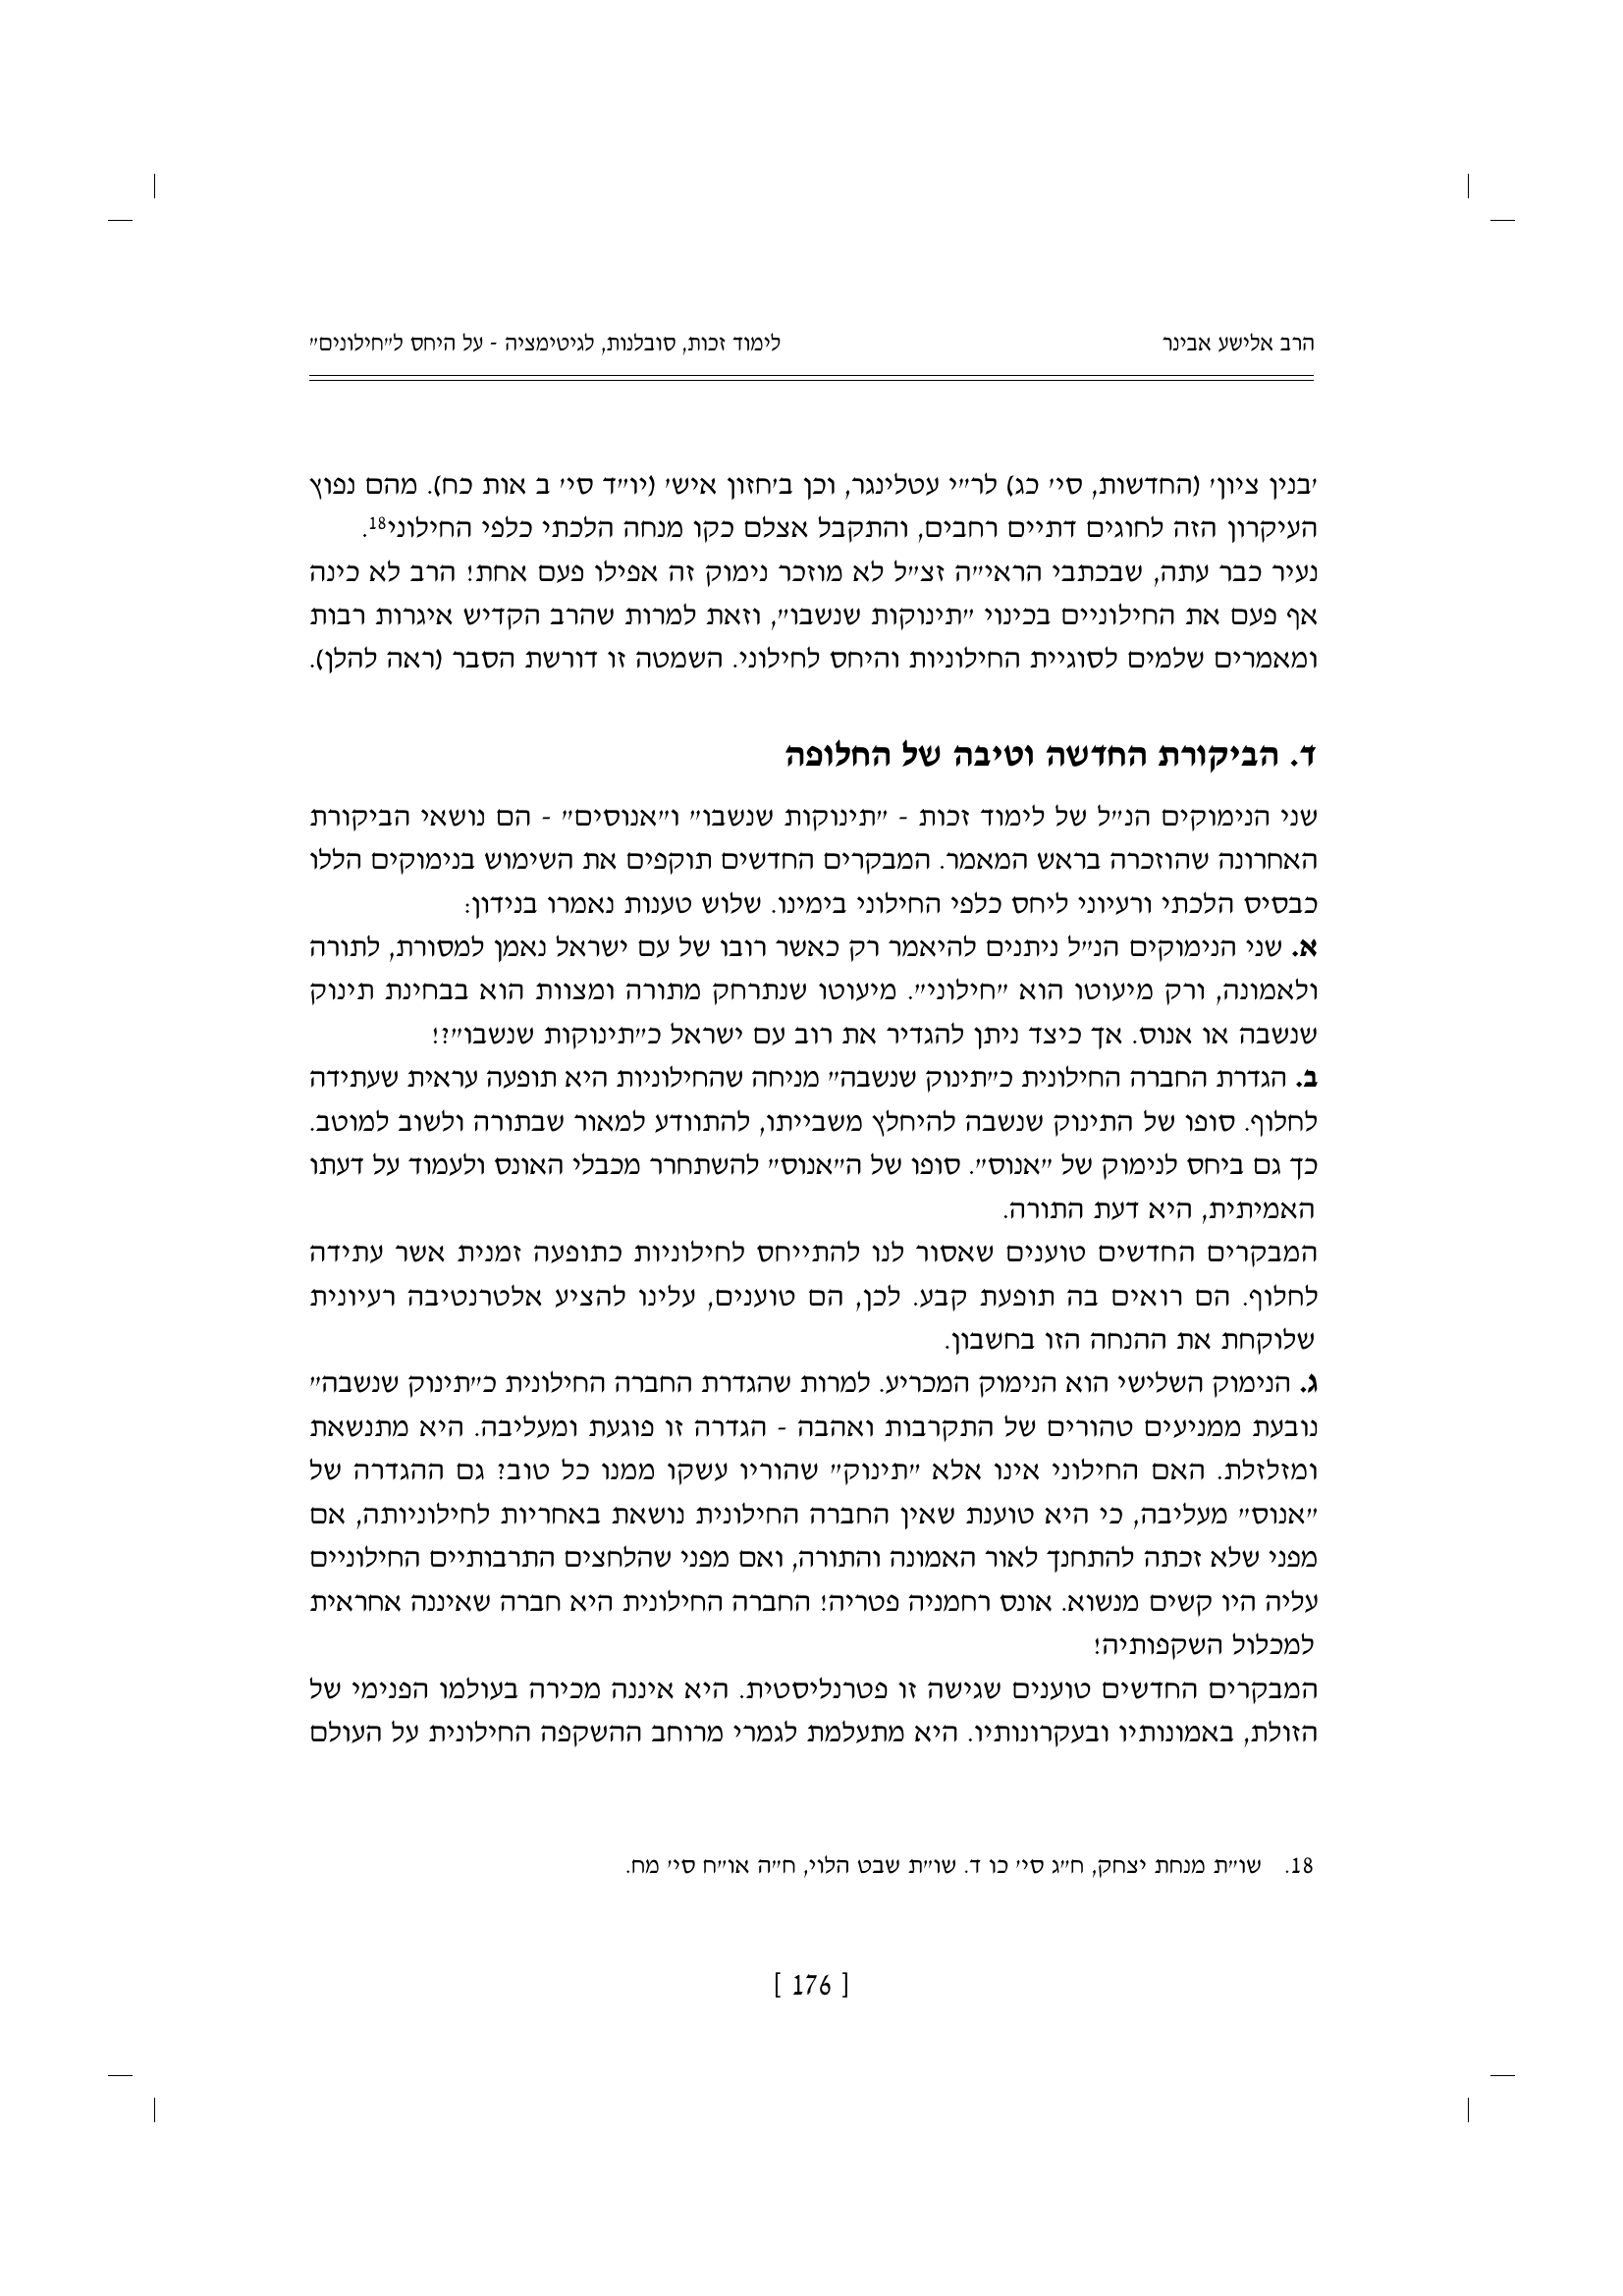 הרב אלישע אבינר
לימוד זכות, סובלנות, לגיטימציה - על היחס ל״חילונים״
׳בנין ציון׳ (החדשות, סי׳ כג) לר״י עטלינגר, וכן ב׳חזון איש׳ (יו״ד סי׳ ב אות כח). מהם נפוץ
העיקרון הזה לחוגים דתיים רחבים, והתקבל אצלם כקו מנחה הלכתי כלפי החילוני18.
נעיר כבר עתה, שבכתבי הראי״ה זצ״ל לא מוזכר נימוק זה אפילו פעם אחת! הרב לא כינה
אף פעם את החילוניים בכינוי ״תינוקות שנשבו״, וזאת למרות שהרב הקדיש איגרות רבות
ומאמרים שלמים לסוגיית החילוניות והיחס לחילוני. השמטה זו דורשת הסבר (ראה להלן).
ד. הביקורת החדשה וטיבה של החלופה
שני הנימוקים הנ״ל של לימוד זכות - ״תינוקות שנשבו״ ו״אנוסים״ - הם נושאי הביקורת
האחרונה שהוזכרה בראש המאמר. המבקרים החדשים תוקפים את השימוש בנימוקים הללו
כבסיס הלכתי ורעיוני ליחס כלפי החילוני בימינו. שלוש טענות נאמרו בנידון:
א. שני הנימוקים הנ״ל ניתנים להיאמר רק כאשר רובו של עם ישראל נאמן למסורת, לתורה
ולאמונה, ורק מיעוטו הוא ״חילוני״. מיעוטו שנתרחק מתורה ומצוות הוא בבחינת תינוק
שנשבה או אנוס. אך כיצד ניתן להגדיר את רוב עם ישראל כ״תינוקות שנשבו״?!
ב. הגדרת החברה החילונית כ״תינוק שנשבה״ מניחה שהחילוניות היא תופעה עראית שעתידה
לחלוף. סופו של התינוק שנשבה להיחלץ משבייתו, להתוודע למאור שבתורה ולשוב למוטב.
כך גם ביחס לנימוק של ״אנוס״. סופו של ה״אנוס״ להשתחרר מכבלי האונס ולעמוד על דעתו
האמיתית, היא דעת התורה.
המבקרים החדשים טוענים שאסור לנו להתייחס לחילוניות כתופעה זמנית אשר עתידה
לחלוף. הם רואים בה תופעת קבע. לכן, הם טוענים, עלינו להציע אלטרנטיבה רעיונית
שלוקחת את ההנחה הזו בחשבון.
ג. הנימוק השלישי הוא הנימוק המכריע. למרות שהגדרת החברה החילונית כ״תינוק שנשבה״
נובעת ממניעים טהורים של התקרבות ואהבה - הגדרה זו פוגעת ומעליבה. היא מתנשאת
ומזלזלת. האם החילוני אינו אלא ״תינוק״ שהוריו עשקו ממנו כל טוב? גם ההגדרה של
״אנוס״ מעליבה, כי היא טוענת שאין החברה החילונית נושאת באחריות לחילוניותה, אם
מפני שלא זכתה להתחנך לאור האמונה והתורה, ואם מפני שהלחצים התרבותיים החילוניים
עליה היו קשים מנשוא. אונס רחמניה פטריה! החברה החילונית היא חברה שאיננה אחראית
למכלול השקפותיה!
המבקרים החדשים טוענים שגישה זו פטרנליסטית. היא איננה מכירה בעולמו הפנימי של
הזולת, באמונותיו ובעקרונותיו. היא מתעלמת לגמרי מרוחב ההשקפה החילונית על העולם
18. שו״ת מנחת יצחק, ח״ג סי׳ כו ד. שו״ת שבט הלוי, ח״ה או״ח סי׳ מח.
[ 176 ]